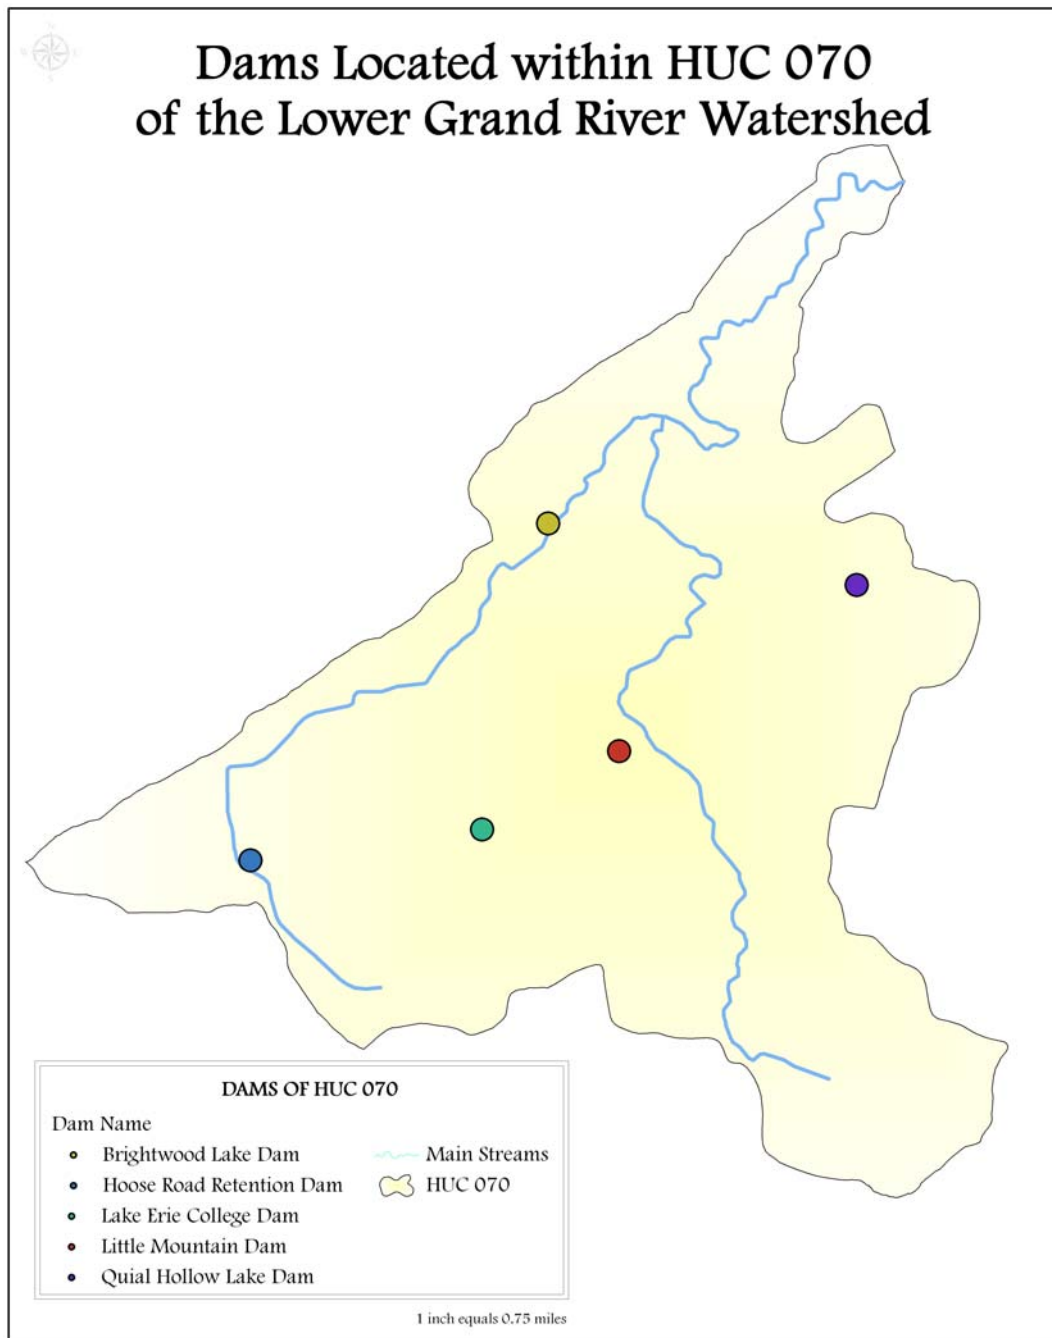 N
W
E
S
Dams Located within HUC 070
of the Lower Grand River Watershed
DAMS OF HUC 070
Dam Name
Brightwood Lake Dam
Hoose Road Retention Dam
Lake Erie College Dam
Little Mountain Dam
Quial Hollow Lake Dam
Main Streams
HUC 070
1 inch equals 0.75 miles